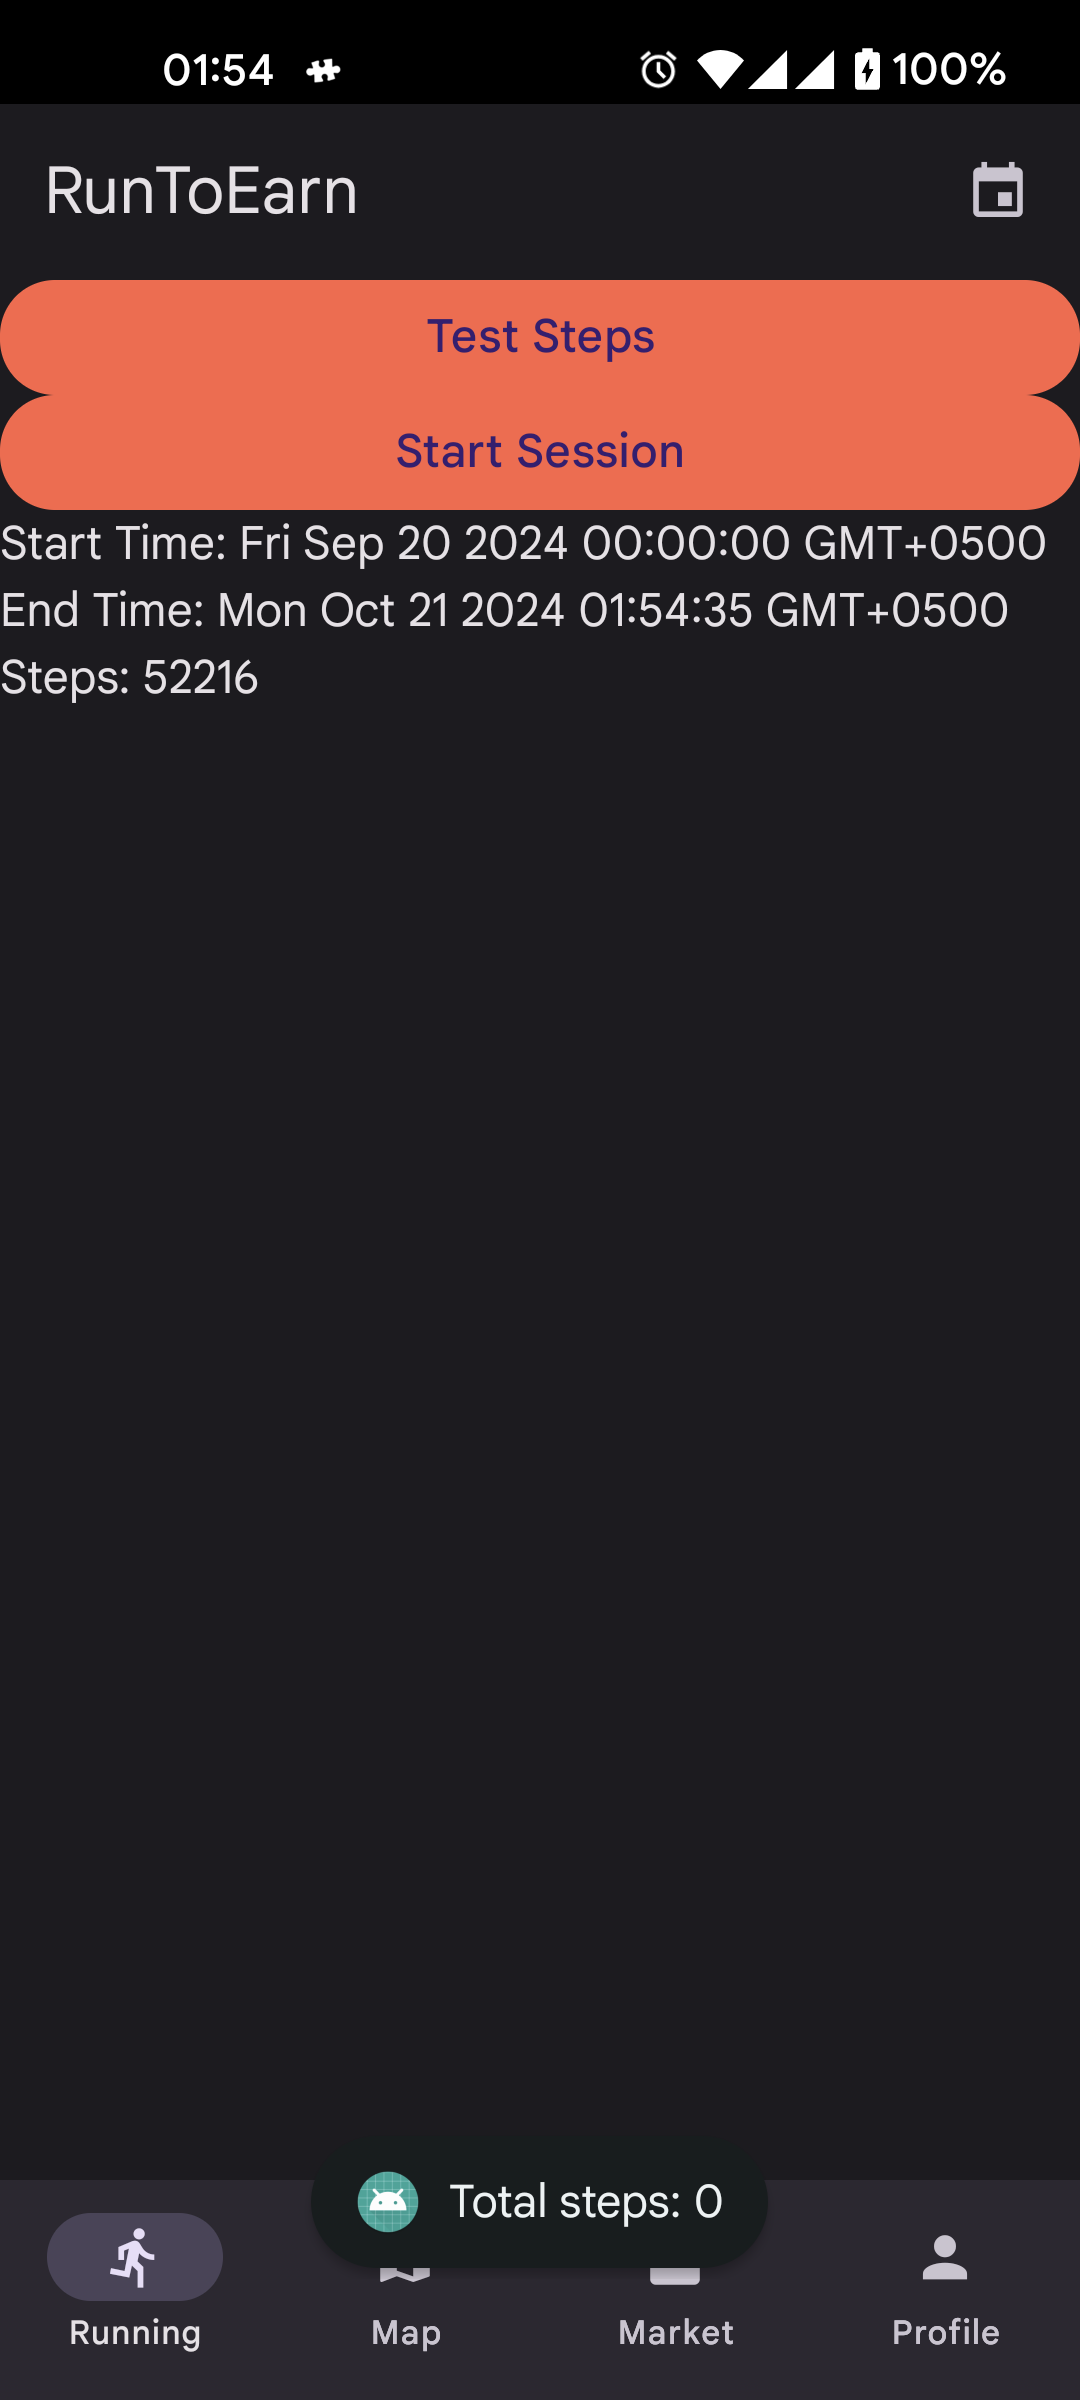 01:54
100%
RunToEarn
Test Steps
Start Session
Start Time: Fri Sep 20 2024 00:00:00 GMT+0500
End Time: Mon Oct 21 2024 01:54:35 GMT+0500
Steps: 52216
Total steps: 0
Running
Map
Market
Profile